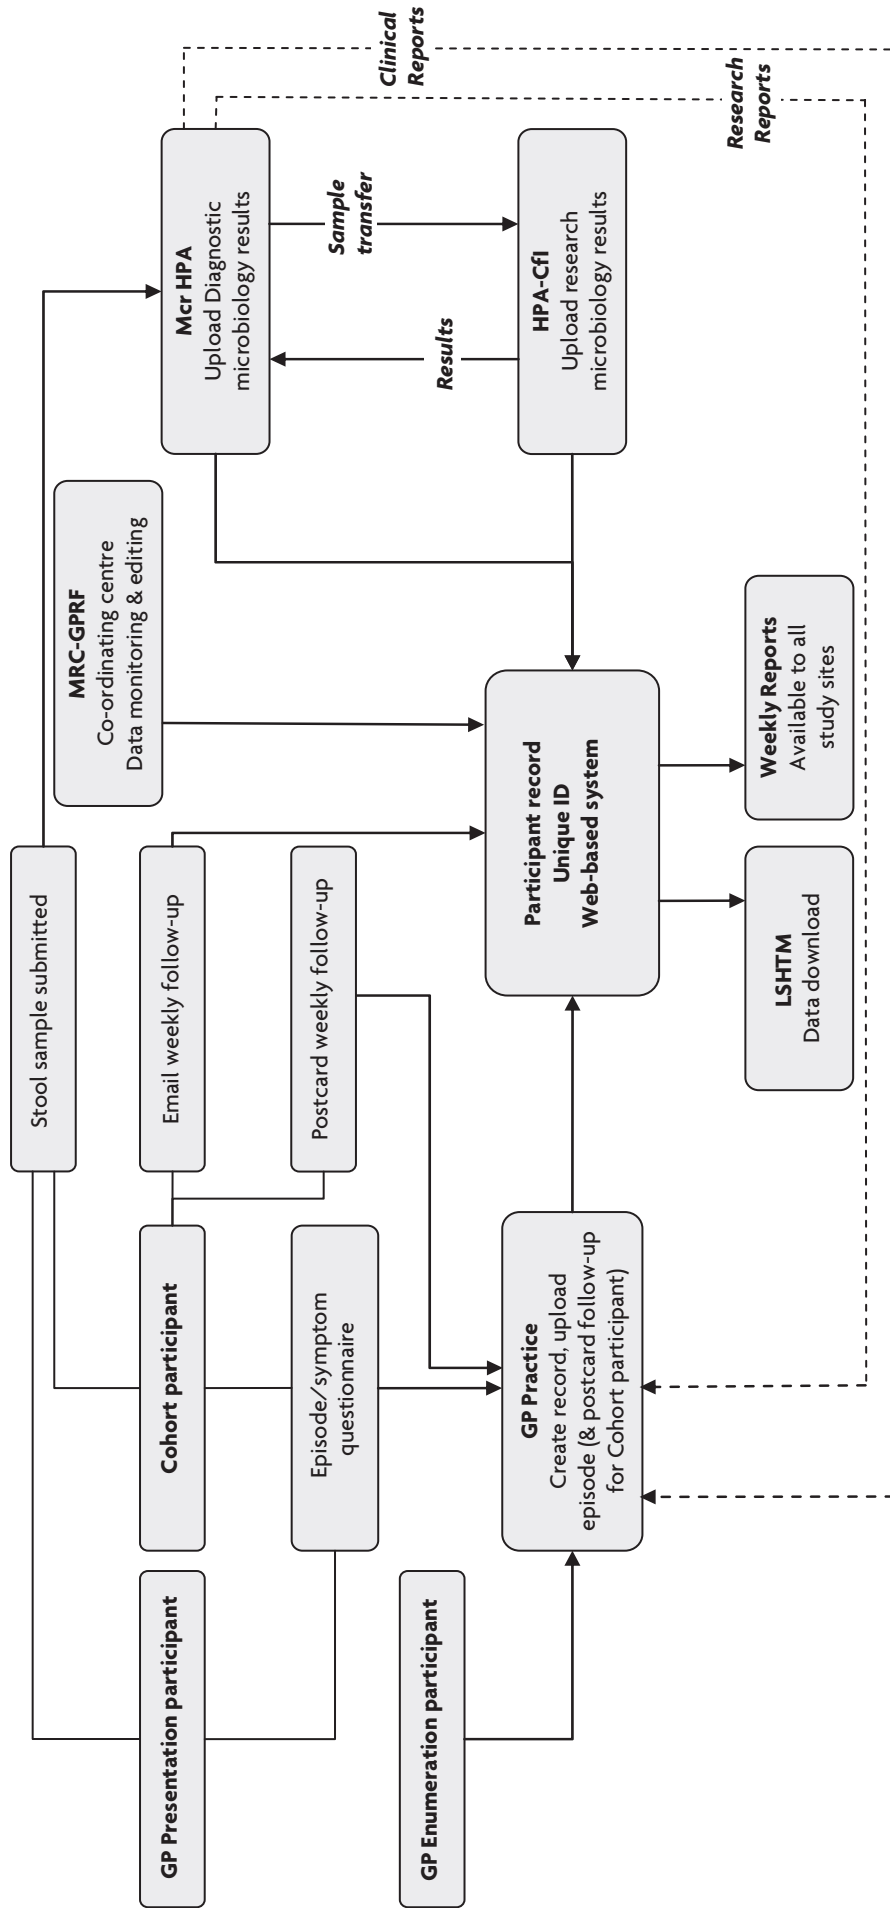 Stool sample submitted
GP Presentation participant
Cohort participant
Email weekly follow-up
MRC-GPRF
Co-ordinating centre
Data monitoring & editing
Mcr HPA
Upload Diagnostic
microbiology results
Clinical
Reports
Episode/symptom
questionnaire
Postcard weekly follow-up
Results
Sample
transfer
GP Enumeration participant
GP Practice
Create record, upload
episode (& postcard follow-up
for Cohort participant)
Participant record
Unique ID
Web-based system
HPA-CfI
Upload research
microbiology results
LSHTM
Data download
Weekly Reports
Available to all
study sites
Research
Reports